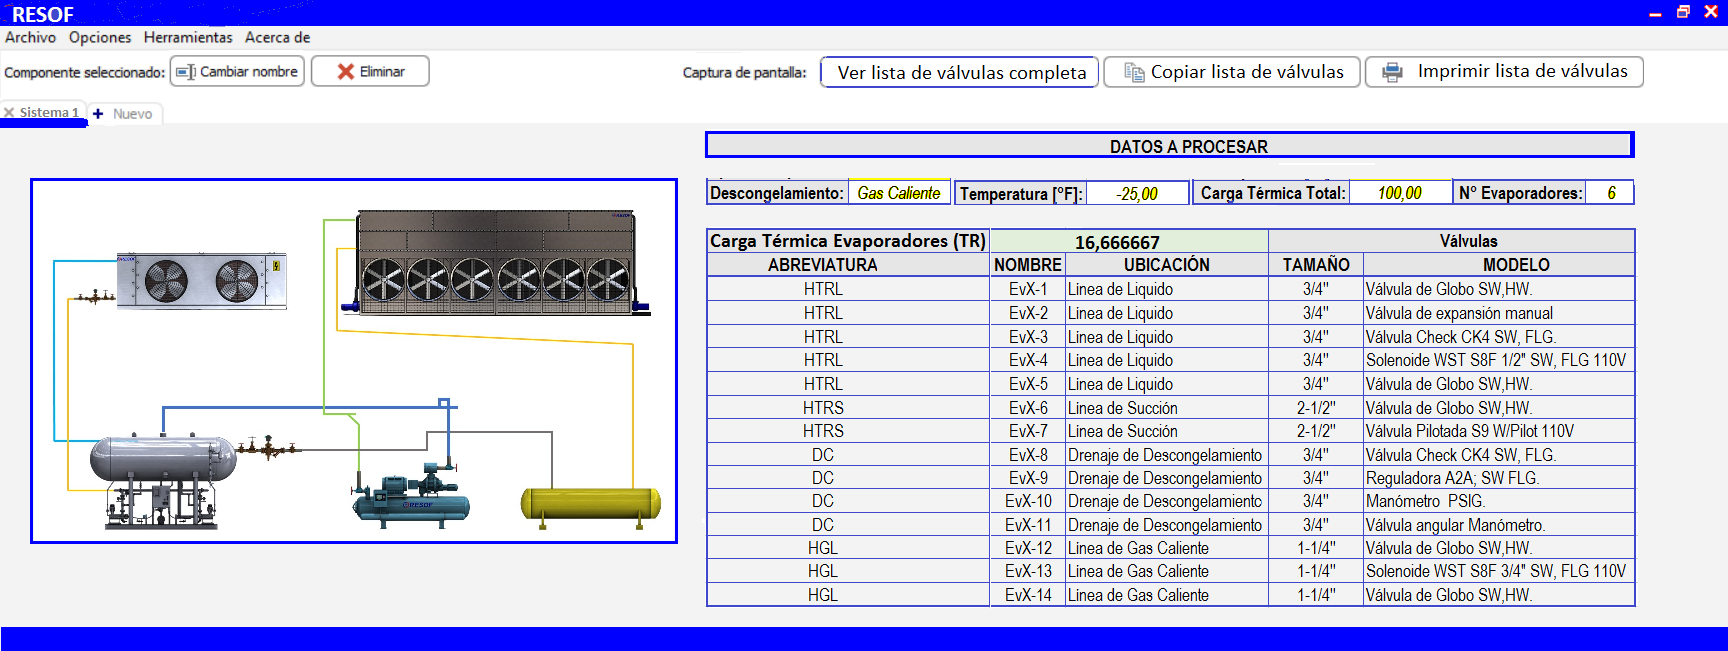 RESOF
Archivo Opciones Herramientas Acerca de
Componente seleccionado: Cambiar nombre Eliminar Captura de pantalla: Ver lista de válvulas completa Copiar lista de válvulas Imprimir lista de válvulas
Sistema 1 Nuevo
DATOS A PROCESAR
Descongelamiento: Gas Caliente Temperatura [°F]: -25,00 Carga Térmica Total: 100,00 N° Evaporadores: 6
Carga Térmica Evaporadores (TR) 16,666667 Válvulas
ABREVIATURA NOMBRE UBICACIÓN TAMAÑO MODELO
HTRL EvX-1 Linea de Liquido 3/4" Válvula de Globo SW,HW.
HTRL EvX-2 Linea de Liquido 3/4" Válvula de expansión manual
HTRL EvX-3 Linea de Liquido 3/4" Válvula Check CK4 SW, FLG.
HTRL EvX-4 Linea de Liquido 3/4" Solenoide WST S8F 1/2" SW, FLG 110V
HTRL EvX-5 Linea de Liquido 3/4" Válvula de Globo SW,HW.
HTRS EvX-6 Linea de Succión 2-1/2" Válvula de Globo SW,HW.
HTRS EvX-7 Linea de Succión 2-1/2" Válvula Pilotada S9 W/Pilot 110V
DC EvX-8 Drenaje de Descongelamiento 3/4" Válvula Check CK4 SW, FLG.
DC EvX-9 Drenaje de Descongelamiento 3/4" Reguladora A2A; SW FLG.
DC EvX-10 Drenaje de Descongelamiento 3/4" Manómetro PSIG.
DC EvX-11 Drenaje de Descongelamiento 3/4" Válvula angular Manómetro.
HGL EvX-12 Linea de Gas Caliente 1-1/4" Válvula de Globo SW,HW.
HGL EvX-13 Linea de Gas Caliente 1-1/4" Solenoide WST S8F 3/4" SW, FLG 110V
HGL EvX-14 Linea de Gas Caliente 1-1/4" Válvula de Globo SW,HW.
RESOF
RESOF
RESOF